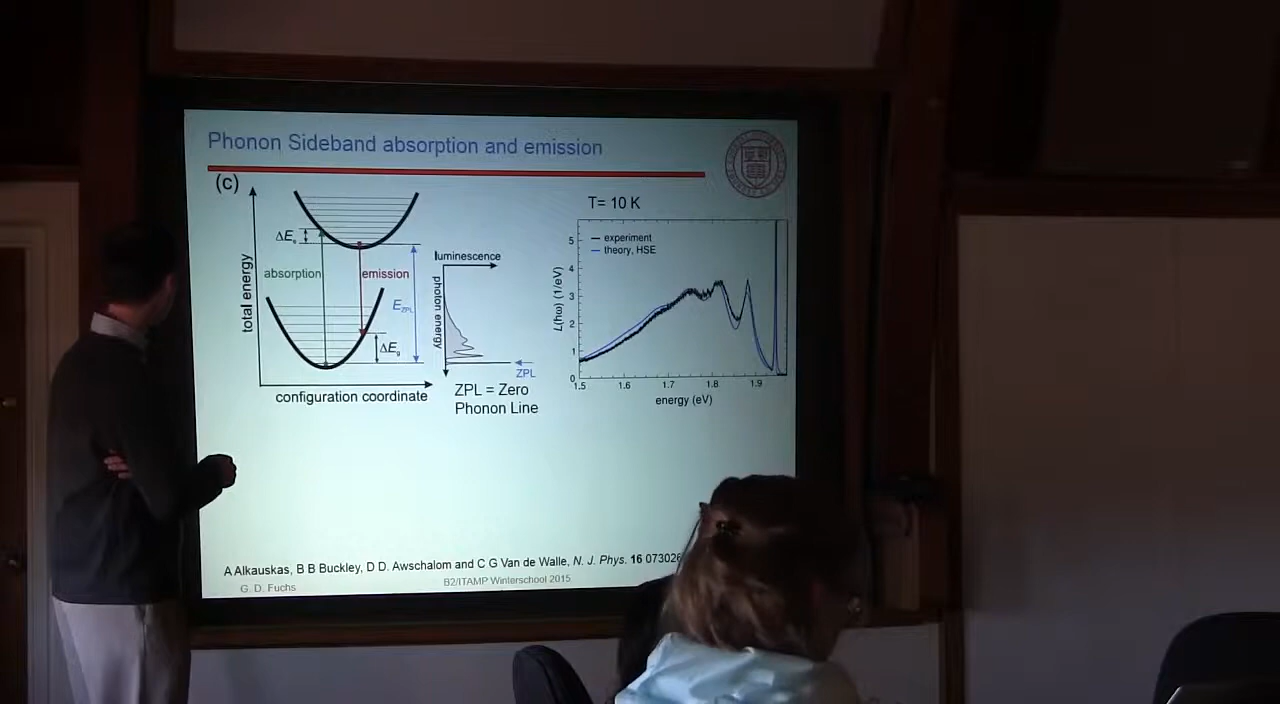 Phonon Sideband absorption and emission
(c)
total energy
ΔEe
absorption
emission
EZPL
ΔEg
configuration coordinate
luminescence
photon energy
ZPL
ZPL = Zero
Phonon Line
T= 10 K
experiment
theory, HSE
L(ħω) (1/eV)
5
4
3
2
1
0
1.5 1.6 1.7 1.8 1.9
energy (eV)
A Alkauskas, B B Buckley, D D. Awschalom and C G Van de Walle, N. J. Phys. 16 073026
G. D. Fuchs
B2/ITAMP Winterschool 2015